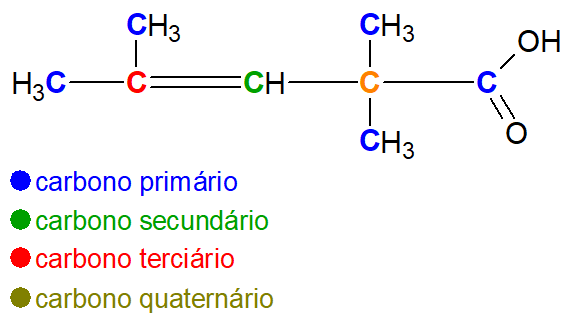 CH3 CH3 OH
H3C C CH C C
CH3 O
carbono primário
carbono secundário
carbono terciário
carbono quaternário